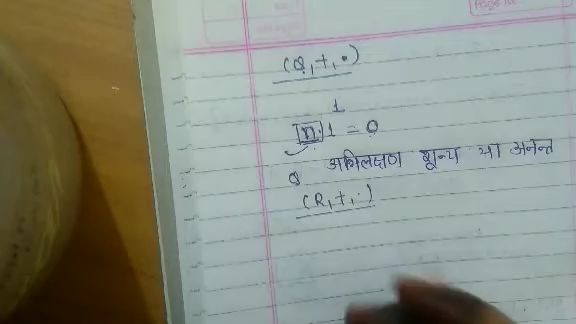 (Q, +, •)
1
n.1 = 0
Q अभिलक्षण शून्य या अनन्त
(R, +, .)